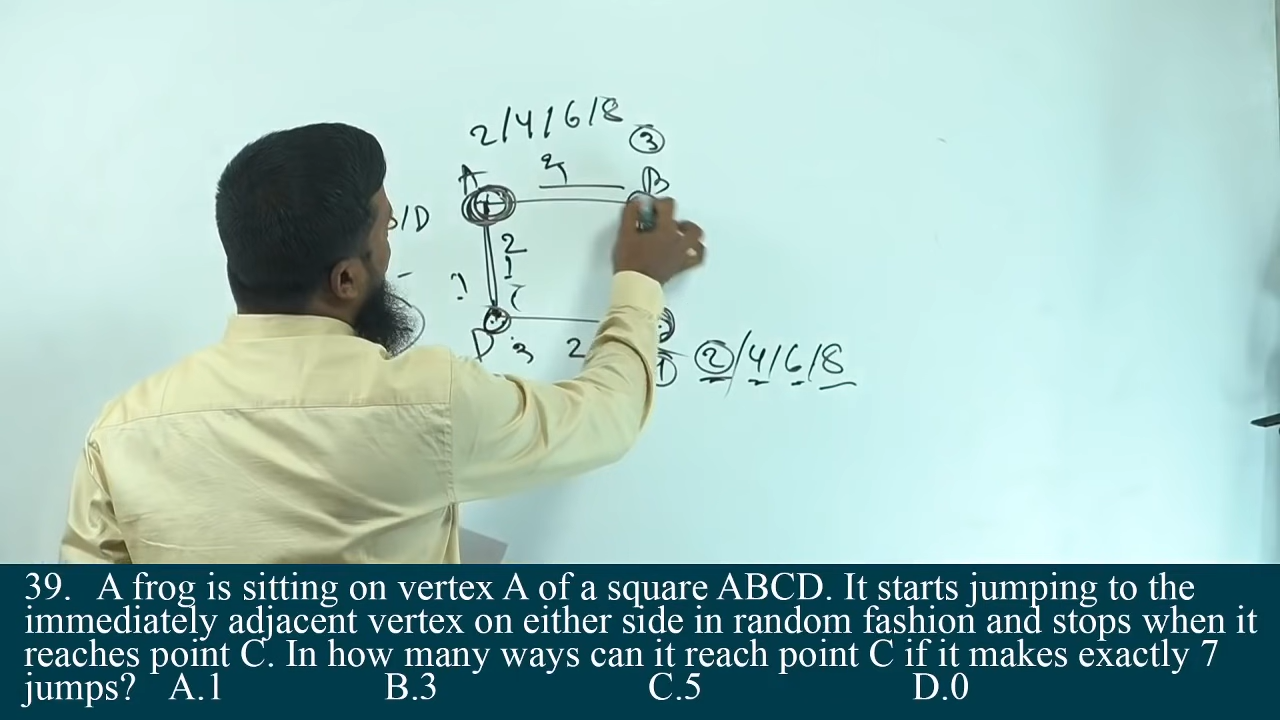 2/4/6/8
3
A
2
B
/D
2
D
3
2
1
2/4/6/8
39. A frog is sitting on vertex A of a square ABCD. It starts jumping to the
immediately adjacent vertex on either side in random fashion and stops when it
reaches point C. In how many ways can it reach point C if it makes exactly 7
jumps? A.1 B.3 C.5 D.0